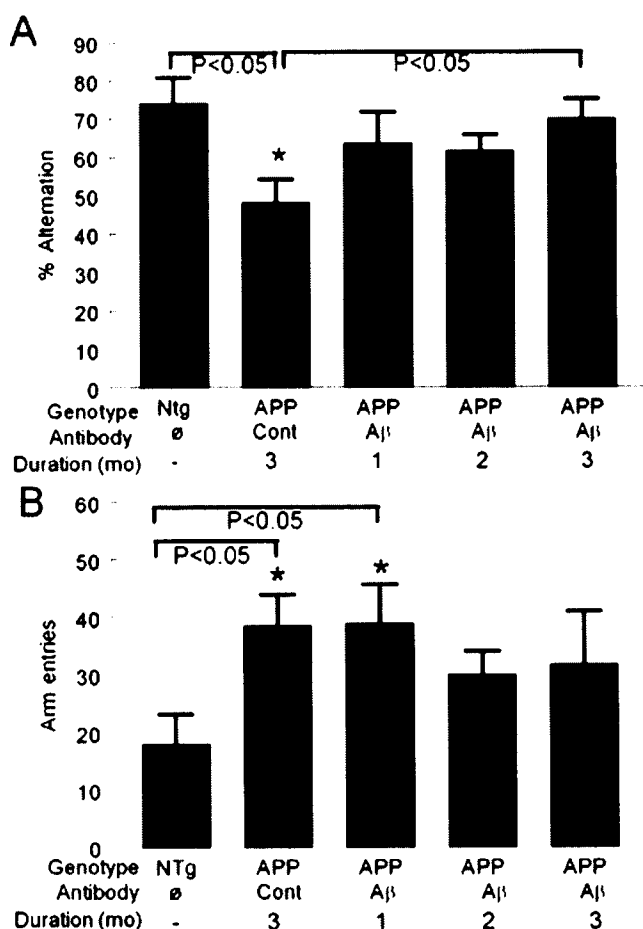 A
90
P<0.05 P<0.05
80
70
*
60
50
40
30
20
10
0
% Alternation
Genotype Ntg APP APP APP APP
Antibody ø Cont Aβ Aβ Aβ
Duration (mo) - 3 1 2 3
B
60
P<0.05
50
P<0.05
* *
40
30
20
10
0
Arm entries
Genotype NTg APP APP APP APP
Antibody ø Cont Aβ Aβ Aβ
Duration (mo) - 3 1 2 3